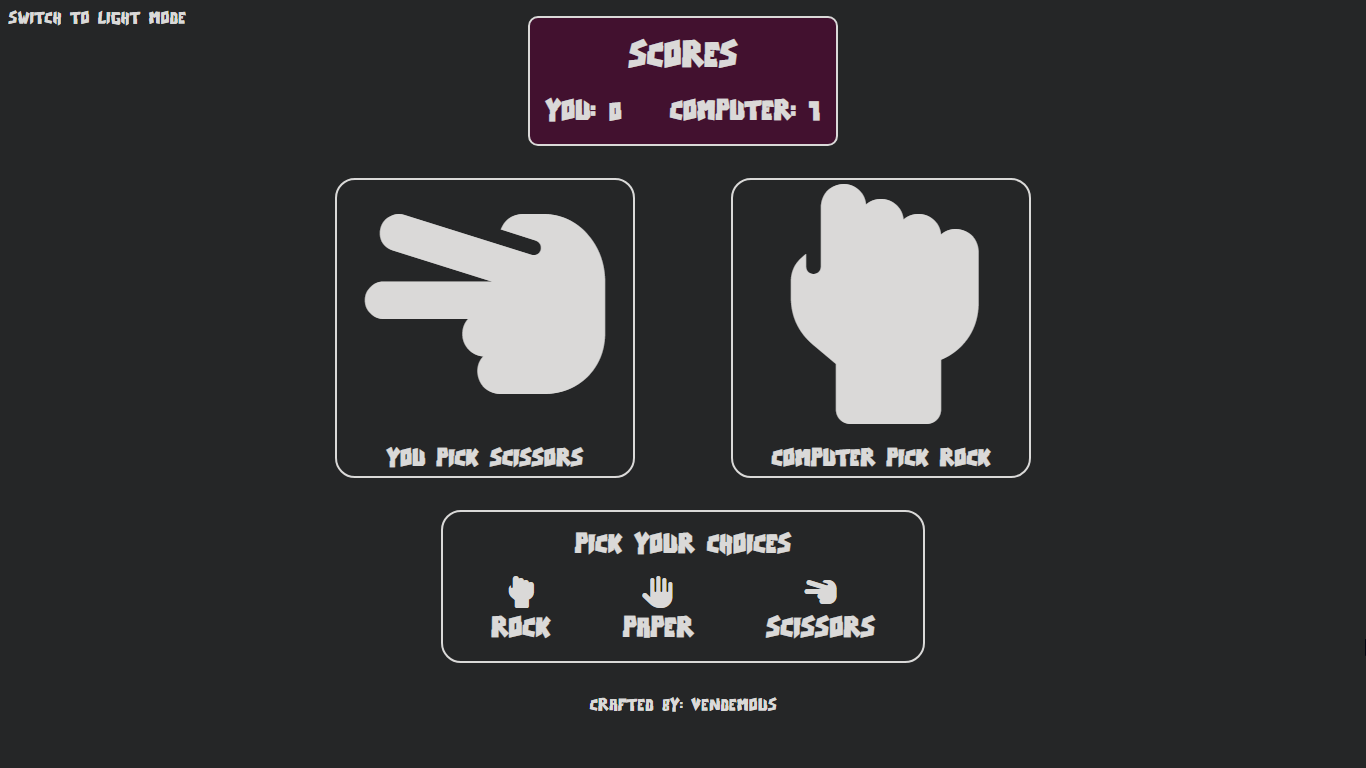 SWITCH TO LIGHT MODE
SCORES
YOU: 0 COMPUTER: 1
YOU PICK SCISSORS
COMPUTER PICK ROCK
PICK YOUR CHOICES
ROCK PAPER SCISSORS
CRAFTED BY: VENDEMOUS